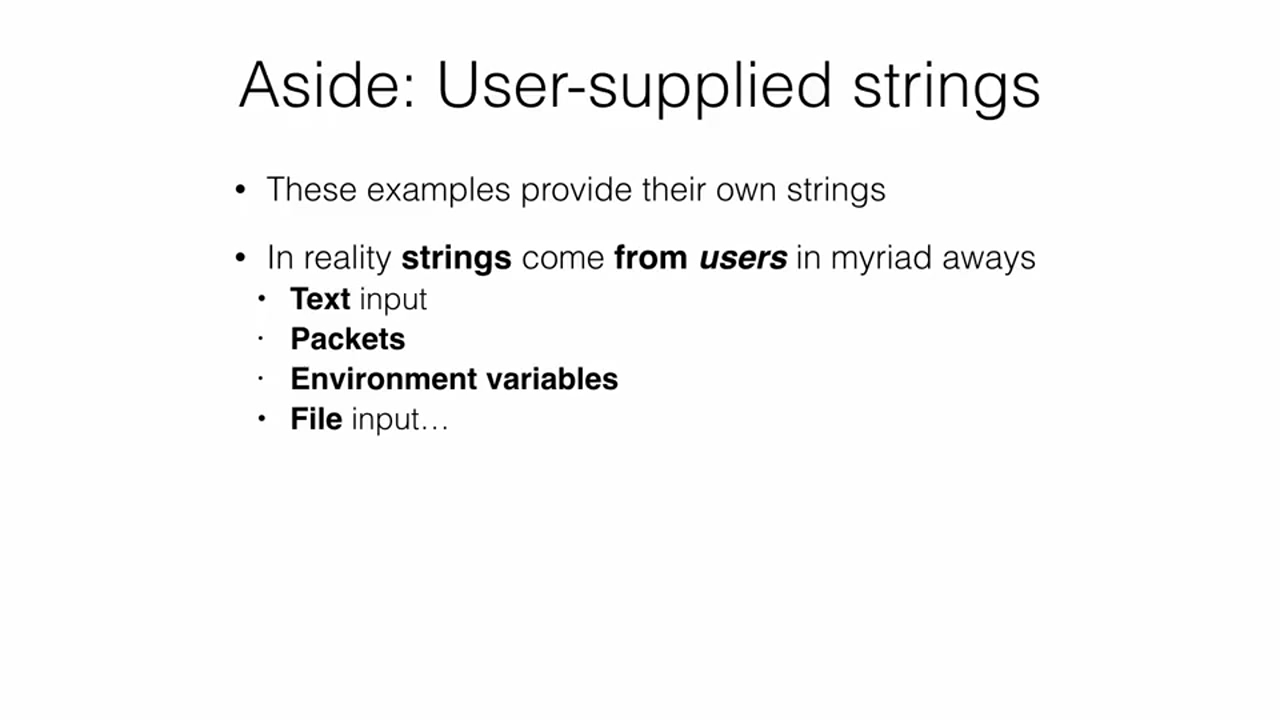 Aside: User-supplied strings
• These examples provide their own strings
• In reality strings come from users in myriad aways
• Text input
• Packets
• Environment variables
• File input…